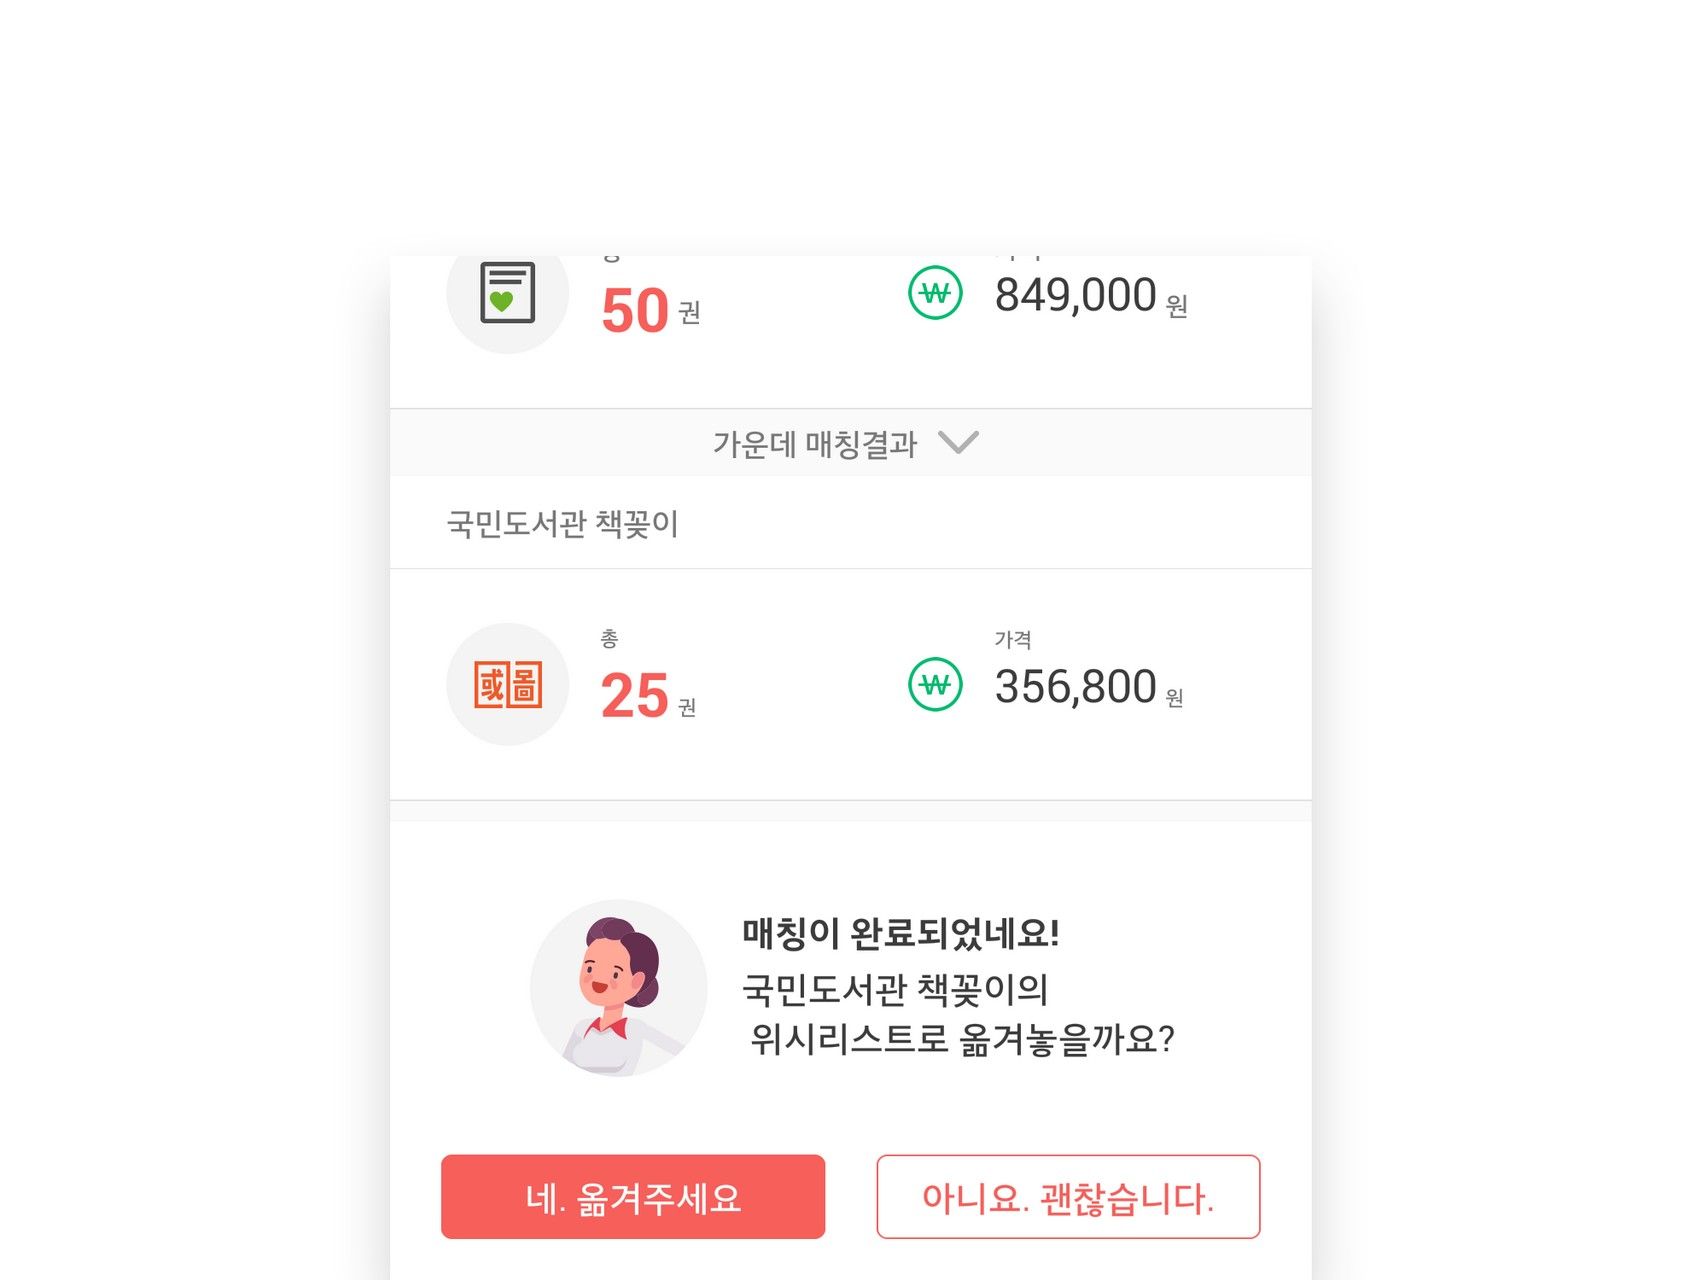 50 권
849,000 원
가운데 매칭결과
국민도서관 책꽂이
총
25 권
가격
356,800 원
매칭이 완료되었네요!
국민도서관 책꽂이의
위시리스트로 옮겨놓을까요?
네. 옮겨주세요
아니요. 괜찮습니다.